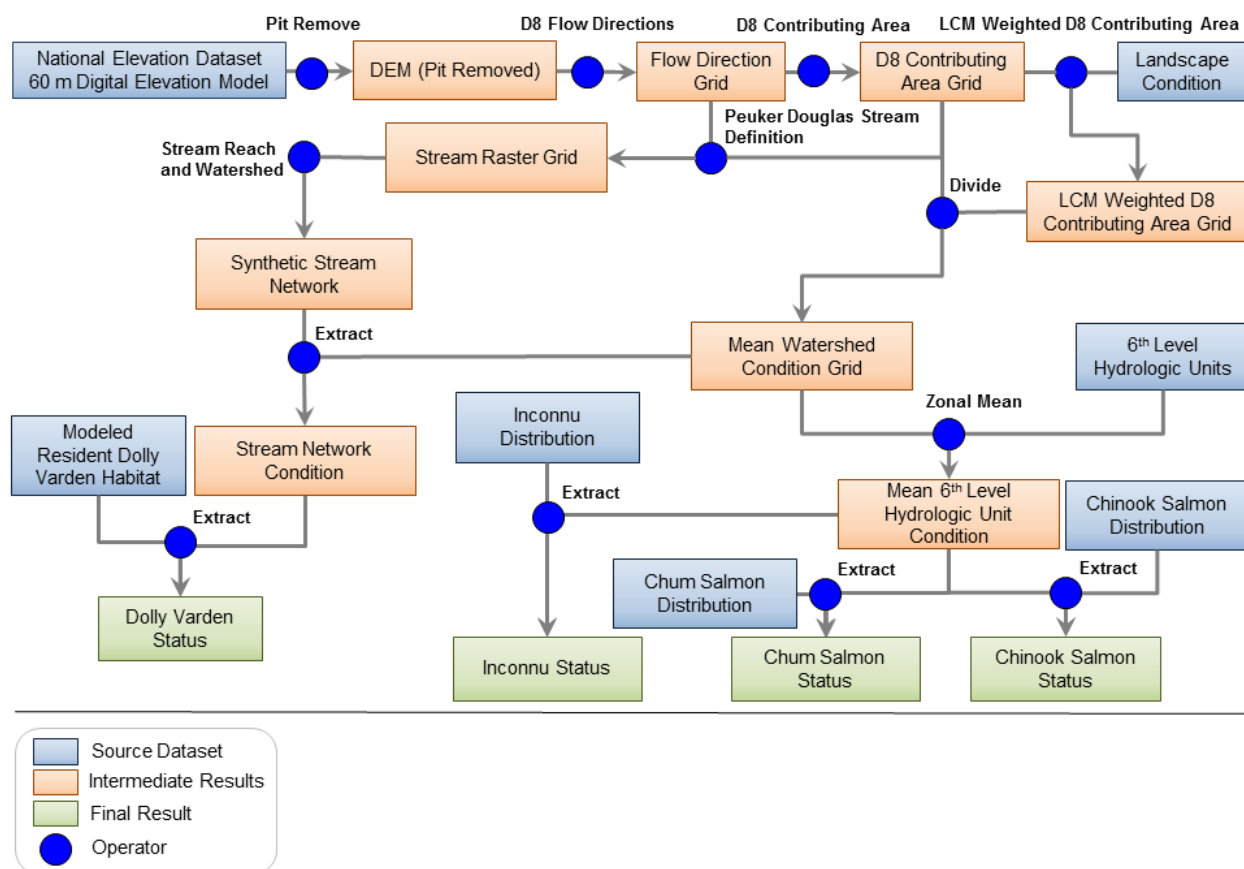 Pit Remove
D8 Flow Directions
D8 Contributing Area
LCM Weighted D8 Contributing Area
National Elevation Dataset
60 m Digital Elevation Model
DEM (Pit Removed)
Flow Direction
Grid
D8 Contributing
Area Grid
Landscape
Condition
Peuker Douglas Stream
Definition
Stream Reach
and Watershed
Stream Raster Grid
Divide
LCM Weighted D8
Contributing Area Grid
Synthetic Stream
Network
Extract
Mean Watershed
Condition Grid
6th Level
Hydrologic Units
Zonal Mean
Inconnu
Distribution
Modeled
Resident Dolly
Varden Habitat
Stream Network
Condition
Extract
Mean 6th Level
Hydrologic Unit
Condition
Chinook Salmon
Distribution
Extract
Extract
Extract
Chum Salmon
Distribution
Dolly Varden
Status
Inconnu Status
Chum Salmon
Status
Chinook Salmon
Status
Source Dataset
Intermediate Results
Final Result
Operator